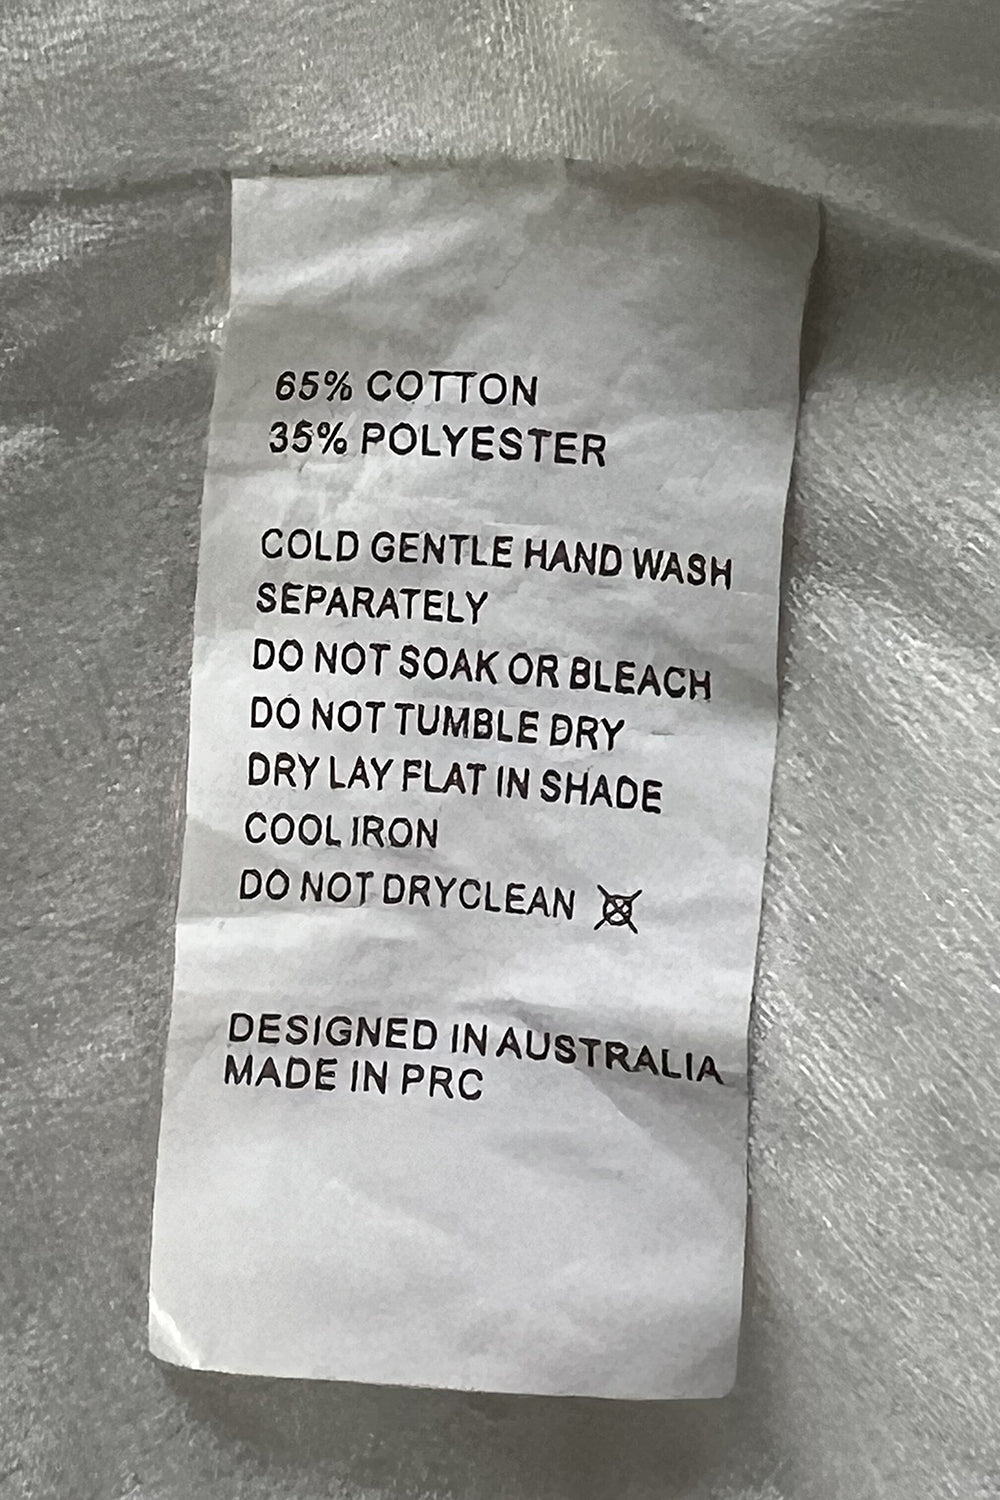 65% COTTON
35% POLYESTER
COLD GENTLE HAND WASH
SEPARATELY
DO NOT SOAK OR BLEACH
DO NOT TUMBLE DRY
DRY LAY FLAT IN SHADE
COOL IRON
DO NOT DRYCLEAN
DESIGNED IN AUSTRALIA
MADE IN PRC